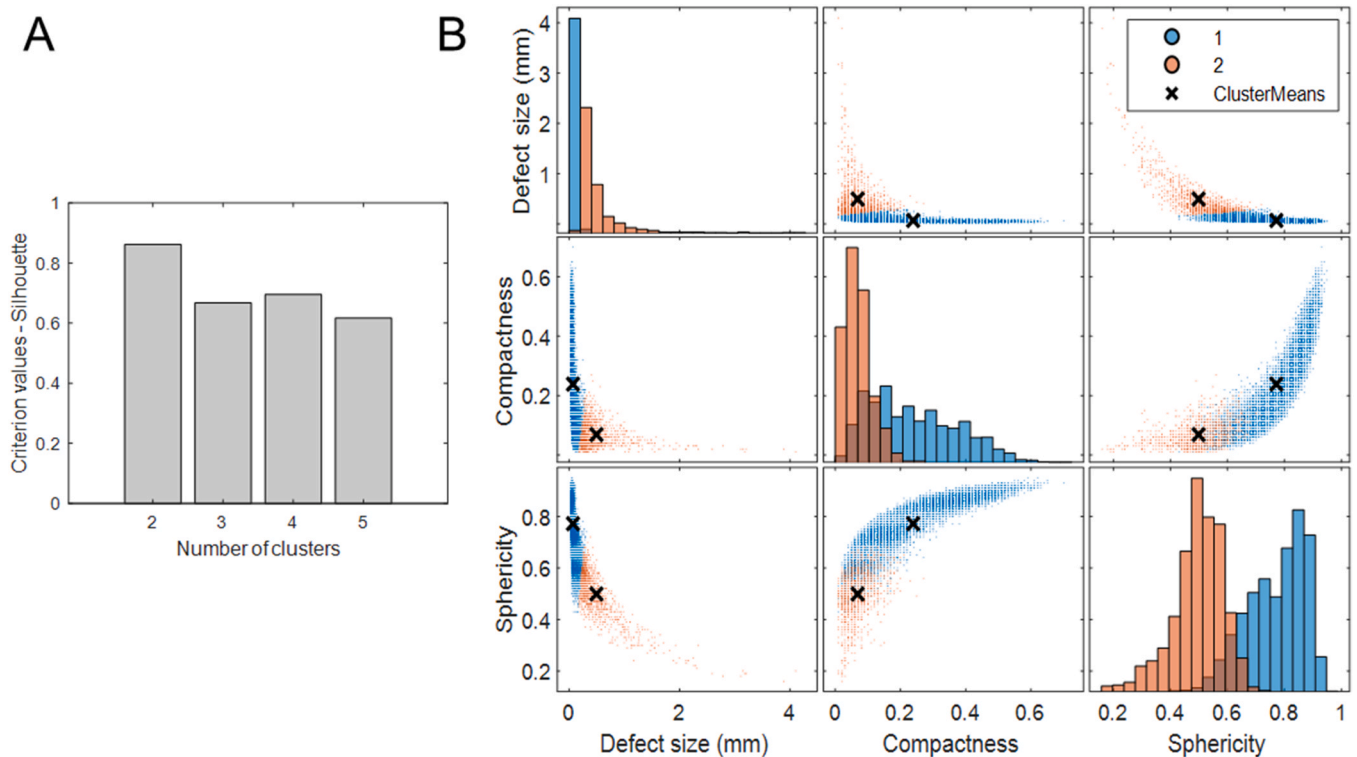 A
B
Criterion values - Silhouette
1
0.8
0.6
0.4
0.2
0
2 3 4 5
Number of clusters
Defect size (mm)
4
3
2
1
Compactness
0.6
0.4
0.2
Sphericity
0.8
0.6
0.4
0.2
1
2
ClusterMeans
0 2 4
Defect size (mm)
0 0.2 0.4 0.6
Compactness
0.2 0.4 0.6 0.8 1
Sphericity